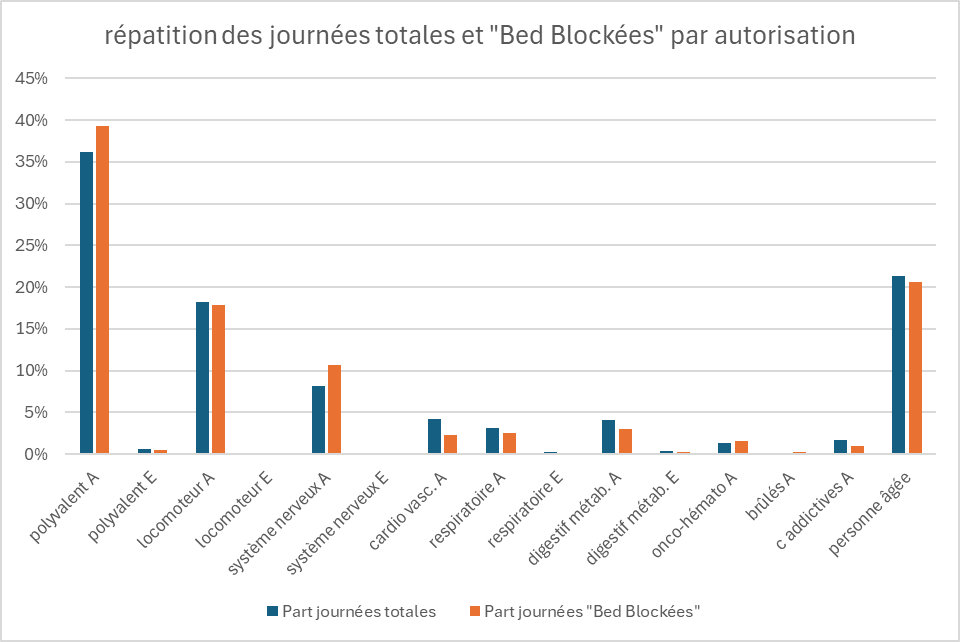 répatition des journées totales et "Bed Blockées" par autorisation
45%
40%
35%
30%
25%
20%
15%
10%
5%
0%
polyvalent A
polyvalent E
locomoteur A
locomoteur E
système nerveux A
système nerveux E
cardio vasc. A
respiratoire A
respiratoire E
digestif métab. A
digestif métab. E
onco-hémato A
brûlés A
c addictives A
personne âgée
Part journées totales
Part journées "Bed Blockées"